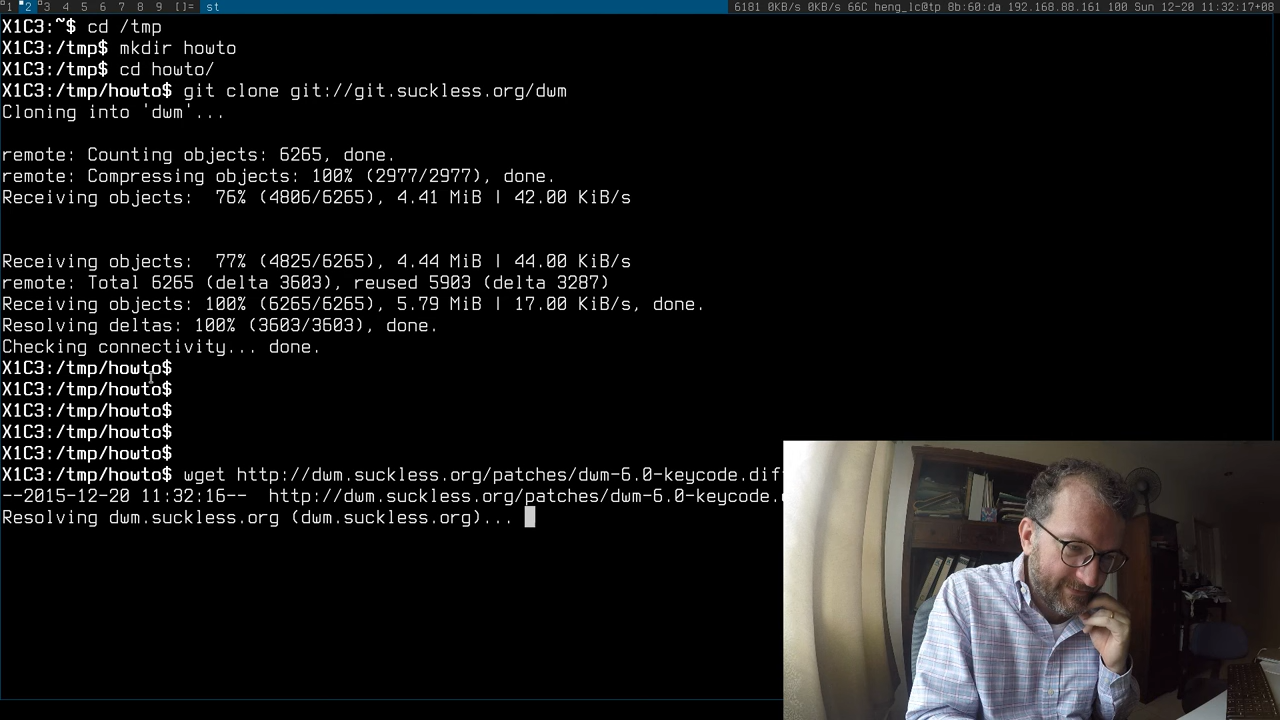 1 2 3 4 5 6 7 8 9 []= st 6181 0KB/s 0KB/s 66C heng_lc@tp 8b:60:da 192.168.88.161 100 Sun 12-20 11:32:17+08
X1C3:~$ cd /tmp
X1C3:/tmp$ mkdir howto
X1C3:/tmp$ cd howto/
X1C3:/tmp/howto$ git clone git://git.suckless.org/dwm
Cloning into 'dwm'...
remote: Counting objects: 6265, done.
remote: Compressing objects: 100% (2977/2977), done.
Receiving objects:  76% (4806/6265), 4.41 MiB | 42.00 KiB/s
Receiving objects:  77% (4825/6265), 4.44 MiB | 44.00 KiB/s
remote: Total 6265 (delta 3603), reused 5903 (delta 3287)
Receiving objects: 100% (6265/6265), 5.79 MiB | 17.00 KiB/s, done.
Resolving deltas: 100% (3603/3603), done.
Checking connectivity... done.
X1C3:/tmp/howto$
X1C3:/tmp/howto$
X1C3:/tmp/howto$
X1C3:/tmp/howto$
X1C3:/tmp/howto$
X1C3:/tmp/howto$ wget http://dwm.suckless.org/patches/dwm-6.0-keycode.dif
--2015-12-20 11:32:16--  http://dwm.suckless.org/patches/dwm-6.0-keycode.
Resolving dwm.suckless.org (dwm.suckless.org)...